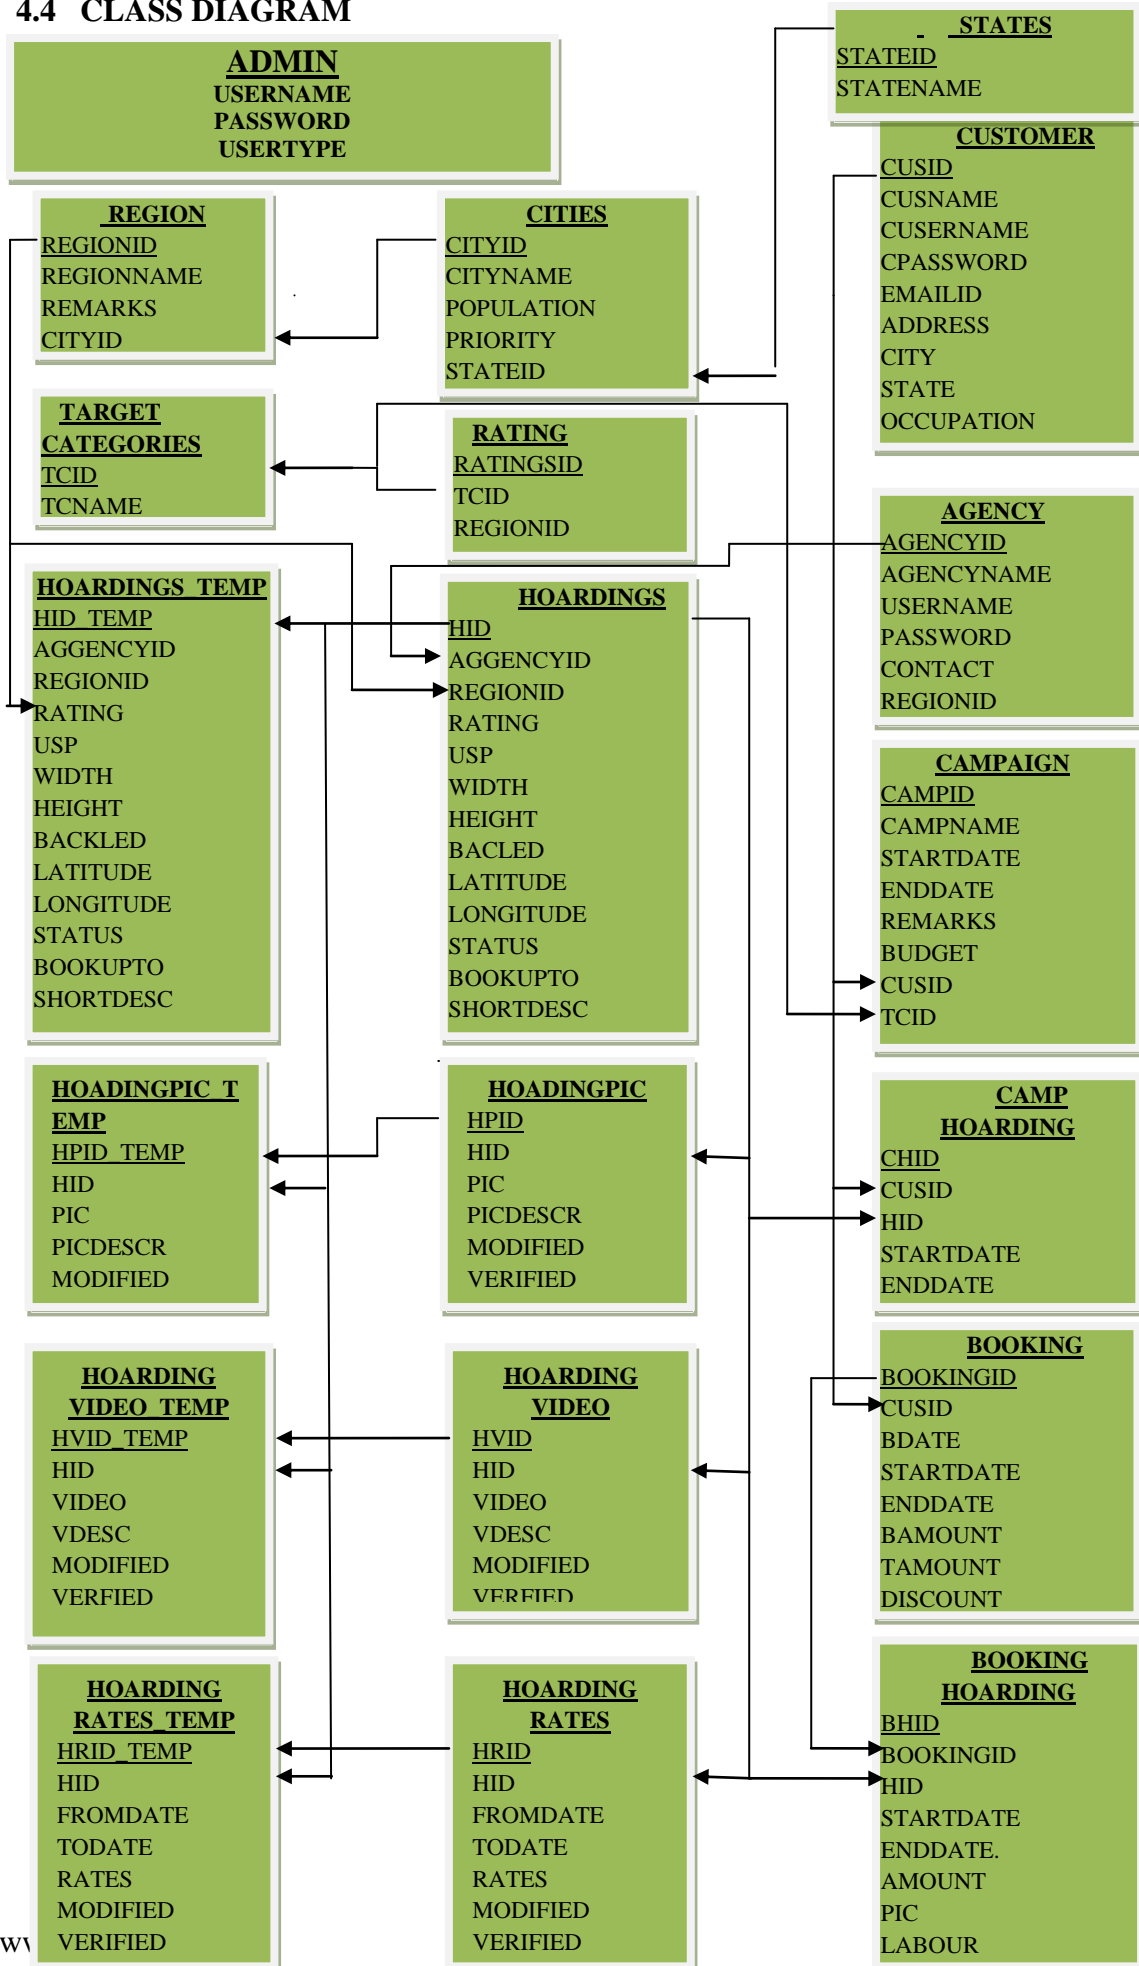 4.4 CLASS DIAGRAM
ADMIN
USERNAME
PASSWORD
USERTYPE
STATES
STATEID
STATENAME
CUSTOMER
CUSID
CUSNAME
CUSERNAME
CPASSWORD
EMAILID
ADDRESS
CITY
STATE
OCCUPATION
REGION
REGIONID
REGIONNAME
REMARKS
CITYID
CITIES
CITYID
CITYNAME
POPULATION
PRIORITY
STATEID
TARGET
CATEGORIES
TCID
TCNAME
RATING
RATINGSID
TCID
REGIONID
AGENCY
AGENCYID
AGENCYNAME
USERNAME
PASSWORD
CONTACT
REGIONID
HOARDINGS_TEMP
HID_TEMP
AGGENCYID
REGIONID
RATING
USP
WIDTH
HEIGHT
BACKLED
LATITUDE
LONGITUDE
STATUS
BOOKUPTO
SHORTDESC
HOARDINGS
HID
AGGENCYID
REGIONID
RATING
USP
WIDTH
HEIGHT
BACLED
LATITUDE
LONGITUDE
STATUS
BOOKUPTO
SHORTDESC
CAMPAIGN
CAMPID
CAMPNAME
STARTDATE
ENDDATE
REMARKS
BUDGET
CUSID
TCID
HOADINGPIC_T
EMP
HPID_TEMP
HID
PIC
PICDESCR
MODIFIED
HOADINGPIC
HPID
HID
PIC
PICDESCR
MODIFIED
VERIFIED
CAMP
HOARDING
CHID
CUSID
HID
STARTDATE
ENDDATE
HOARDING
VIDEO_TEMP
HVID_TEMP
HID
VIDEO
VDESC
MODIFIED
VERFIED
HOARDING
VIDEO
HVID
HID
VIDEO
VDESC
MODIFIED
VERFIED
BOOKING
BOOKINGID
CUSID
BDATE
STARTDATE
ENDDATE
BAMOUNT
TAMOUNT
DISCOUNT
HOARDING
RATES_TEMP
HRID_TEMP
HID
FROMDATE
TODATE
RATES
MODIFIED
VERIFIED
HOARDING
RATES
HRID
HID
FROMDATE
TODATE
RATES
MODIFIED
VERIFIED
BOOKING
HOARDING
BHID
BOOKINGID
HID
STARTDATE
ENDDATE.
AMOUNT
PIC
LABOUR